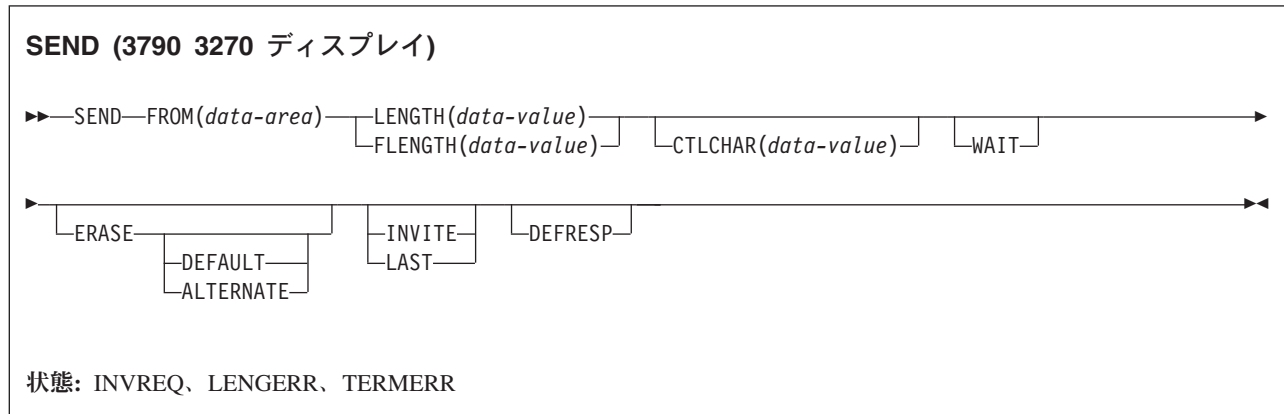 SEND (3790 3270 ディスプレイ)
SEND FROM(data-area) LENGTH(data-value)
FLENGTH(data-value) CTLCHAR(data-value) WAIT
ERASE INVITE DEFRESP
DEFAULT LAST
ALTERNATE
状態: INVREQ、LENGERR、TERMERR